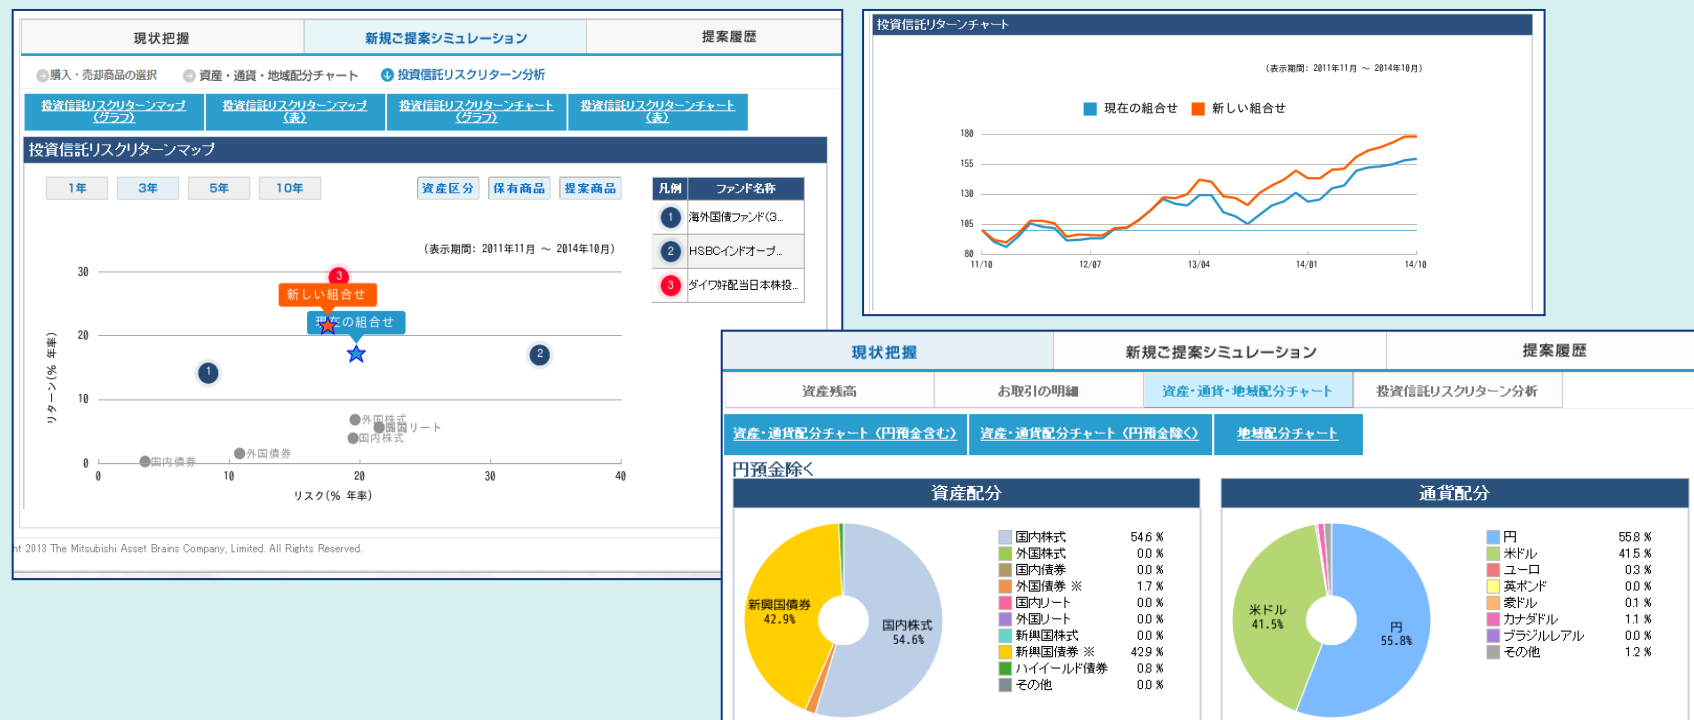 現状把握
新規ご提案シミュレーション
提案履歴
購入・売却商品の選択
資産・通貨・地域配分チャート
投資信託リスクリターン分析
投資信託リスクリターンマップ
(グラフ)
投資信託リスクリターンマップ
(表)
投資信託リスクリターンチャート
(グラフ)
投資信託リスクリターンチャート
(表)
投資信託リスクリターンマップ
1年
3年
5年
10年
資産区分
保有商品
提案商品
凡例 ファンド名称
1 海外国債ファンド(3...
2 HSBCインドオープ...
3 ダイワ好配当日本株投...
(表示期間: 2011年11月 ～ 2014年10月)
リターン(% 年率)
30
20
10
0
3
新しい組合せ
現在の組合せ
1
2
外国株式
リート
国内株式
外国債券
国内債券
0 10 20 30 40
リスク(% 年率)
ht 2013 The Mitsubishi Asset Brains Company, Limited. All Rights Reserved.
投資信託リターンチャート
(表示期間: 2011年11月 ～ 2014年10月)
現在の組合せ
新しい組合せ
180
155
130
105
80
11/10 12/07 13/04 14/01 14/10
現状把握
新規ご提案シミュレーション
提案履歴
資産残高
お取引の明細
資産・通貨・地域配分チャート
投資信託リスクリターン分析
資産・通貨配分チャート(円預金含む)
資産・通貨配分チャート(円預金除く)
地域配分チャート
円預金除く
資産配分
新興国債券
42.9%
国内株式
54.6%
国内株式 54.6 %
外国株式 0.0 %
国内債券 0.0 %
外国債券 ※ 1.7 %
国内リート 0.0 %
外国リート 0.0 %
新興国株式 0.0 %
新興国債券 ※ 42.9 %
ハイイールド債券 0.8 %
その他 0.0 %
通貨配分
米ドル
41.5%
円
55.8%
円 55.8 %
米ドル 41.5 %
ユーロ 0.3 %
英ポンド 0.0 %
豪ドル 0.1 %
カナダドル 1.1 %
ブラジルレアル 0.0 %
その他 1.2 %